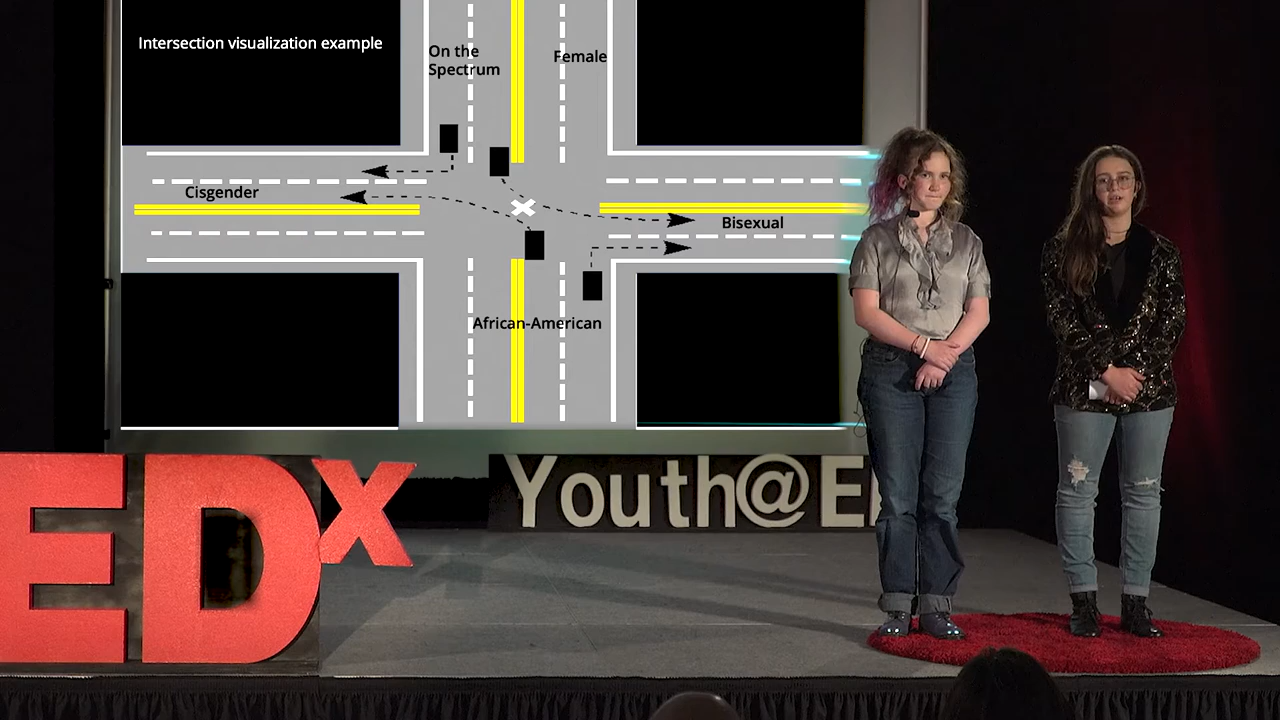 Intersection visualization example
On the
Spectrum
Female
Cisgender
Bisexual
African-American
EDx
Youth@E